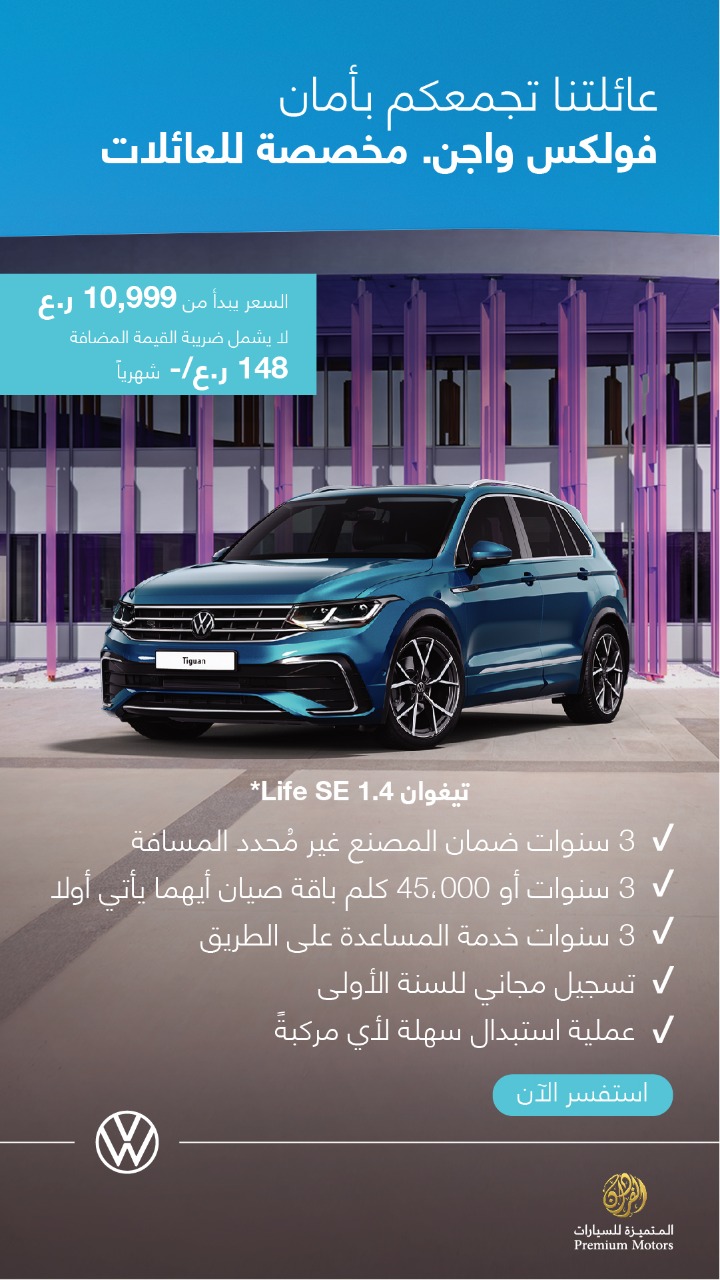 عائلتنا تجمعكم بأمان
فولكس واجن. مخصصة للعائلات
السعر يبدأ من 10,999 ر.ع
لا يشمل ضريبة القيمة المضافة
148 ر.ع/- شهرياً
Tiguan
تيغوان Life SE 1.4*
✓ 3 سنوات ضمان المصنع غير مُحدد المسافة
✓ 3 سنوات أو 45،000 كلم باقة صيان أيهما يأتي أولا
✓ 3 سنوات خدمة المساعدة على الطريق
✓ تسجيل مجاني للسنة الأولى
✓ عملية استبدال سهلة لأي مركبةً
استفسر الآن
المتميزة للسيارات
Premium Motors